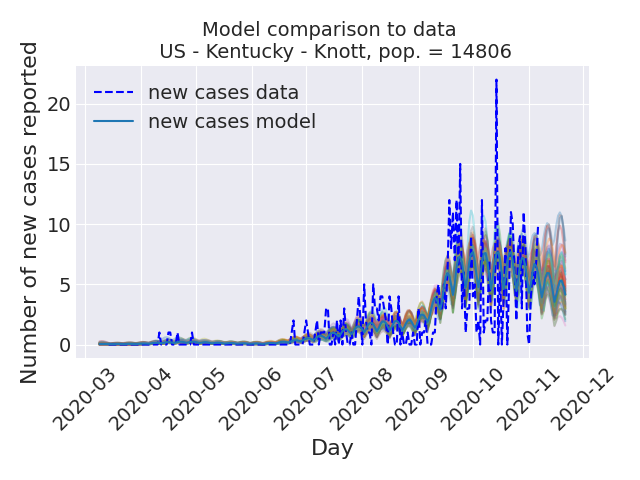 Model comparison to data
US - Kentucky - Knott, pop. = 14806
Number of new cases reported
20
15
10
5
0
new cases data
new cases model
2020-03
2020-04
2020-05
2020-06
2020-07
2020-08
2020-09
2020-10
2020-11
2020-12
Day